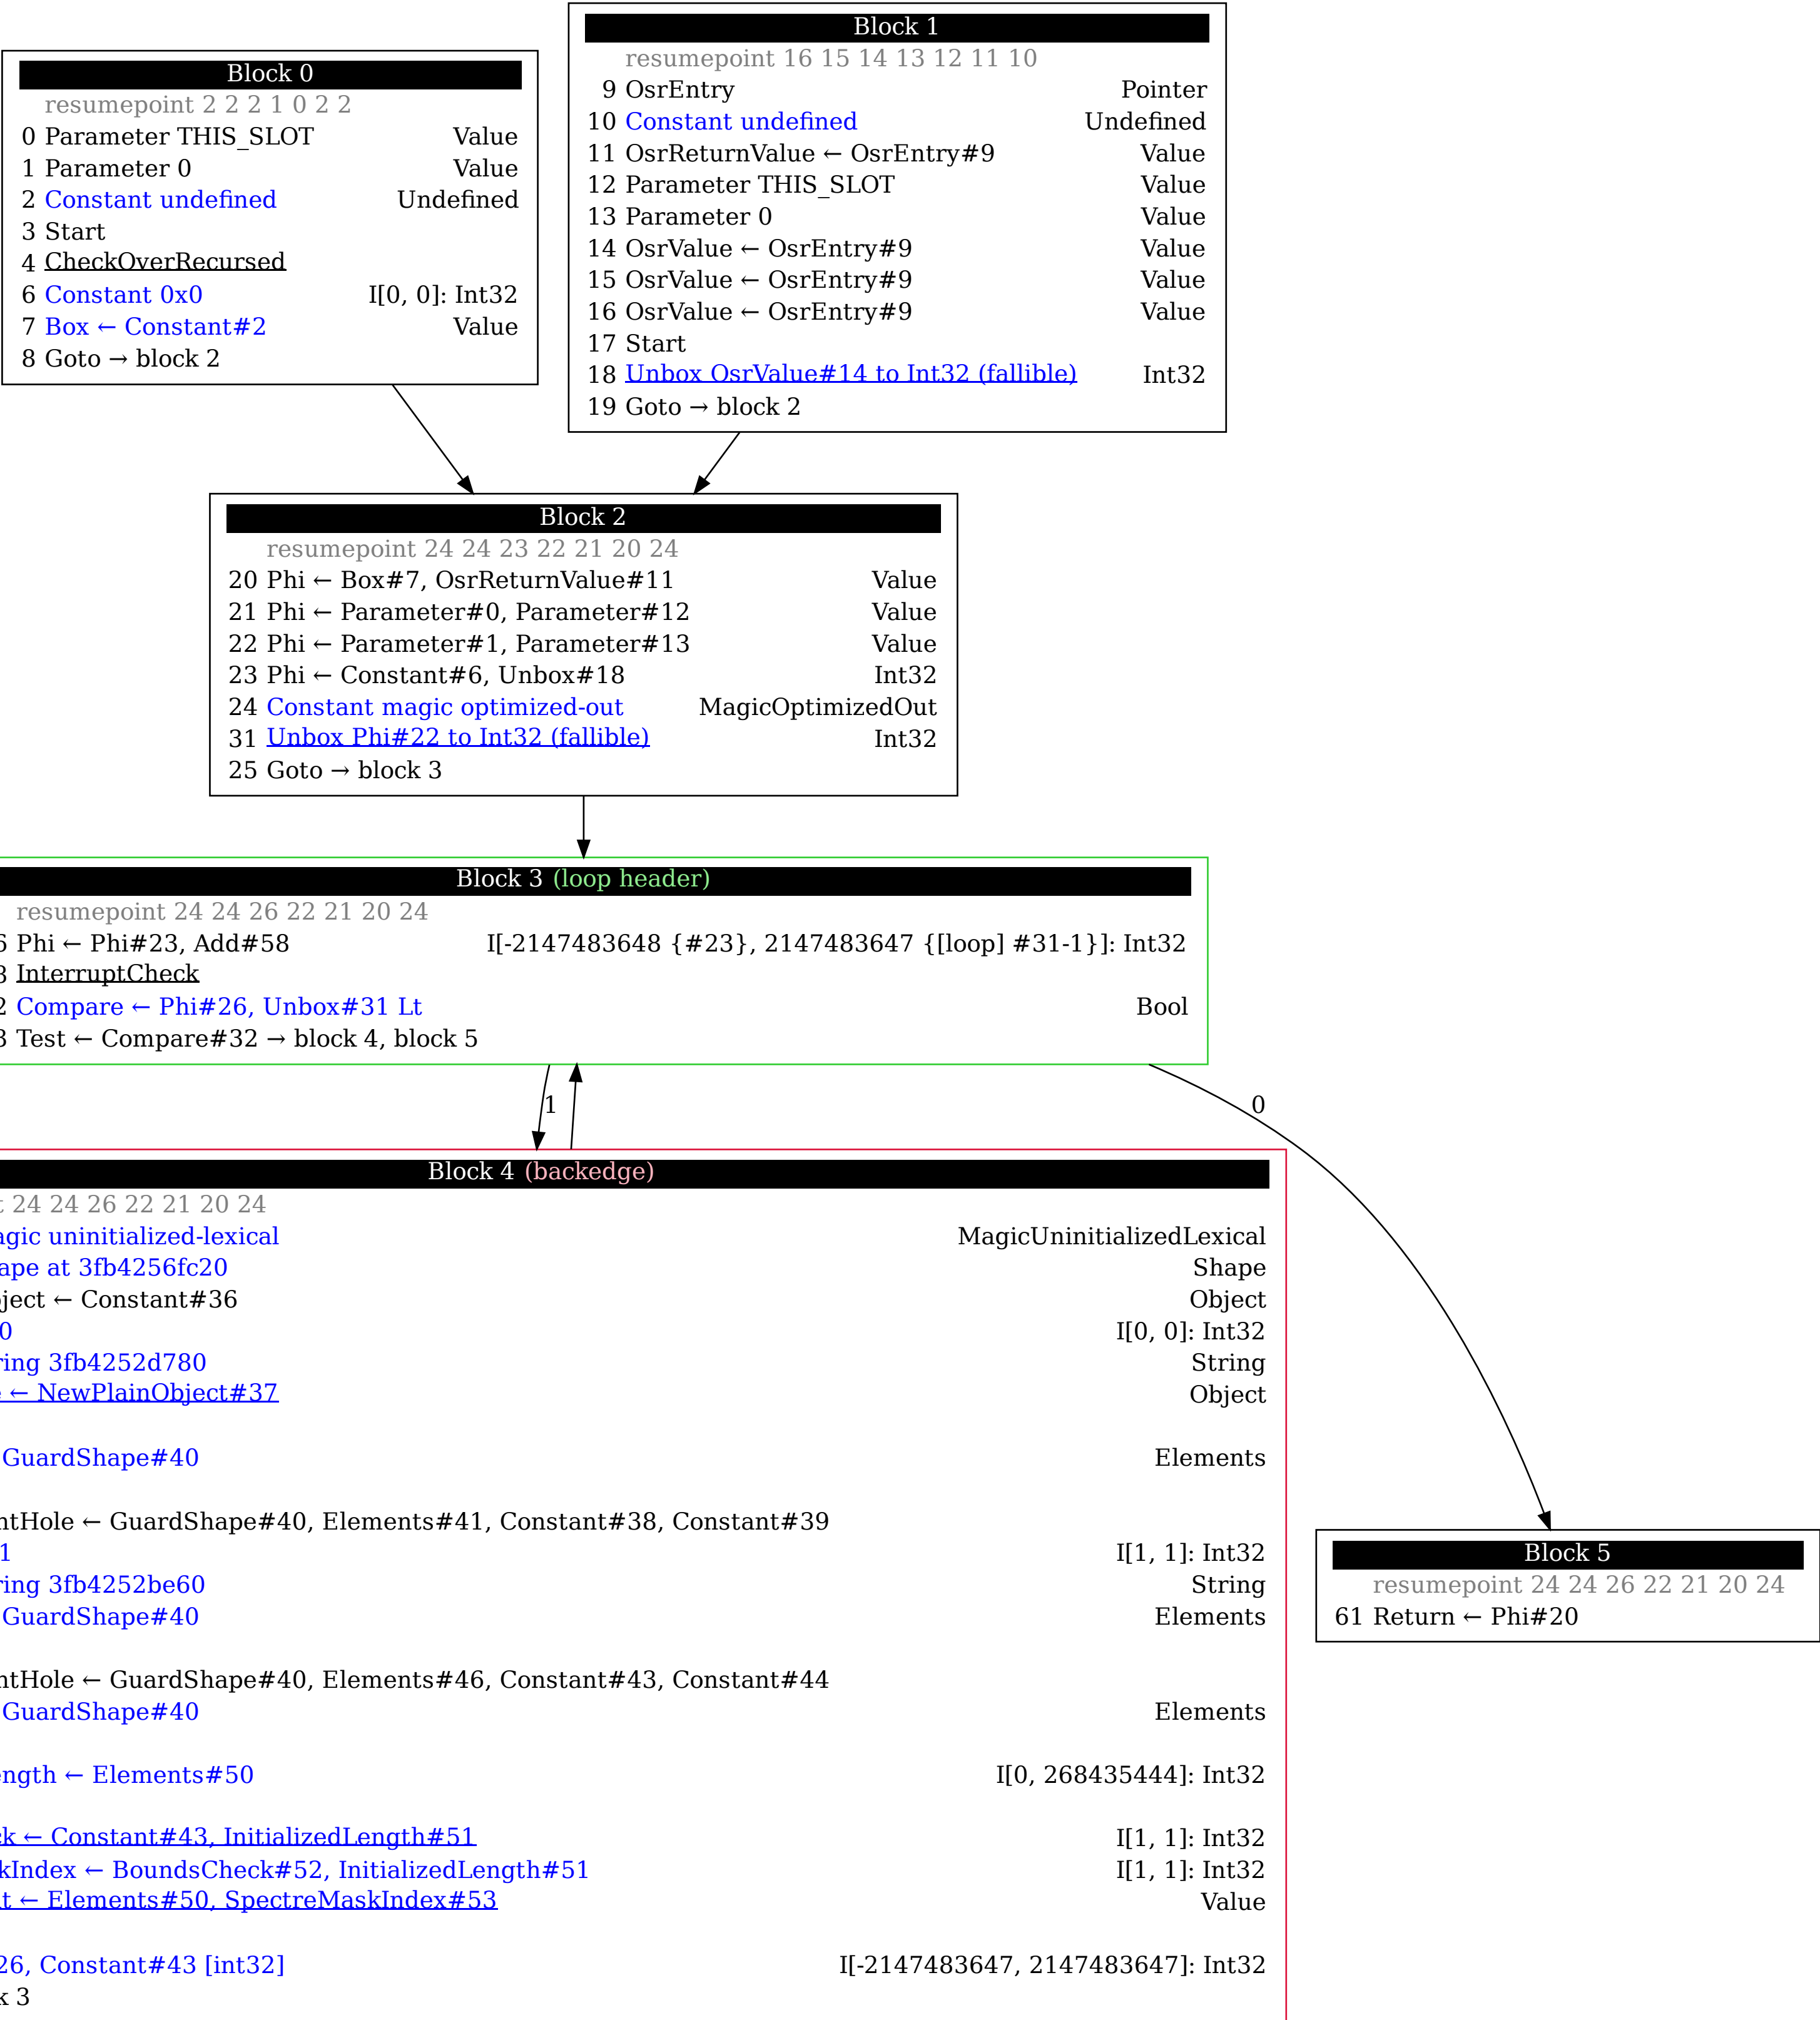 Block 0
resumepoint 2 2 2 1 0 2 2
0 Parameter THIS_SLOT Value
1 Parameter 0 Value
2 Constant undefined Undefined
3 Start
4 CheckOverRecursed
6 Constant 0x0 I[0, 0]: Int32
7 Box ← Constant#2 Value
8 Goto → block 2
Block 1
resumepoint 16 15 14 13 12 11 10
9 OsrEntry Pointer
10 Constant undefined Undefined
11 OsrReturnValue ← OsrEntry#9 Value
12 Parameter THIS_SLOT Value
13 Parameter 0 Value
14 OsrValue ← OsrEntry#9 Value
15 OsrValue ← OsrEntry#9 Value
16 OsrValue ← OsrEntry#9 Value
17 Start
18 Unbox OsrValue#14 to Int32 (fallible) Int32
19 Goto → block 2
Block 2
resumepoint 24 24 23 22 21 20 24
20 Phi ← Box#7, OsrReturnValue#11 Value
21 Phi ← Parameter#0, Parameter#12 Value
22 Phi ← Parameter#1, Parameter#13 Value
23 Phi ← Constant#6, Unbox#18 Int32
24 Constant magic optimized-out MagicOptimizedOut
31 Unbox Phi#22 to Int32 (fallible) Int32
25 Goto → block 3
Block 3 (loop header)
resumepoint 24 24 26 22 21 20 24
6 Phi ← Phi#23, Add#58 I[-2147483648 {#23}, 2147483647 {[loop] #31-1}]: Int32
8 InterruptCheck
2 Compare ← Phi#26, Unbox#31 Lt Bool
3 Test ← Compare#32 → block 4, block 5
1
0
Block 4 (backedge)
t 24 24 26 22 21 20 24
agic uninitialized-lexical MagicUninitializedLexical
ape at 3fb4256fc20 Shape
ject ← Constant#36 Object
0 I[0, 0]: Int32
ring 3fb4252d780 String
e ← NewPlainObject#37 Object
GuardShape#40 Elements
ntHole ← GuardShape#40, Elements#41, Constant#38, Constant#39
1 I[1, 1]: Int32
ring 3fb4252be60 String
GuardShape#40 Elements
ntHole ← GuardShape#40, Elements#46, Constant#43, Constant#44
GuardShape#40 Elements
ength ← Elements#50 I[0, 268435444]: Int32
ck ← Constant#43, InitializedLength#51 I[1, 1]: Int32
kIndex ← BoundsCheck#52, InitializedLength#51 I[1, 1]: Int32
t ← Elements#50, SpectreMaskIndex#53 Value
26, Constant#43 [int32] I[-2147483647, 2147483647]: Int32
k 3
Block 5
resumepoint 24 24 26 22 21 20 24
61 Return ← Phi#20